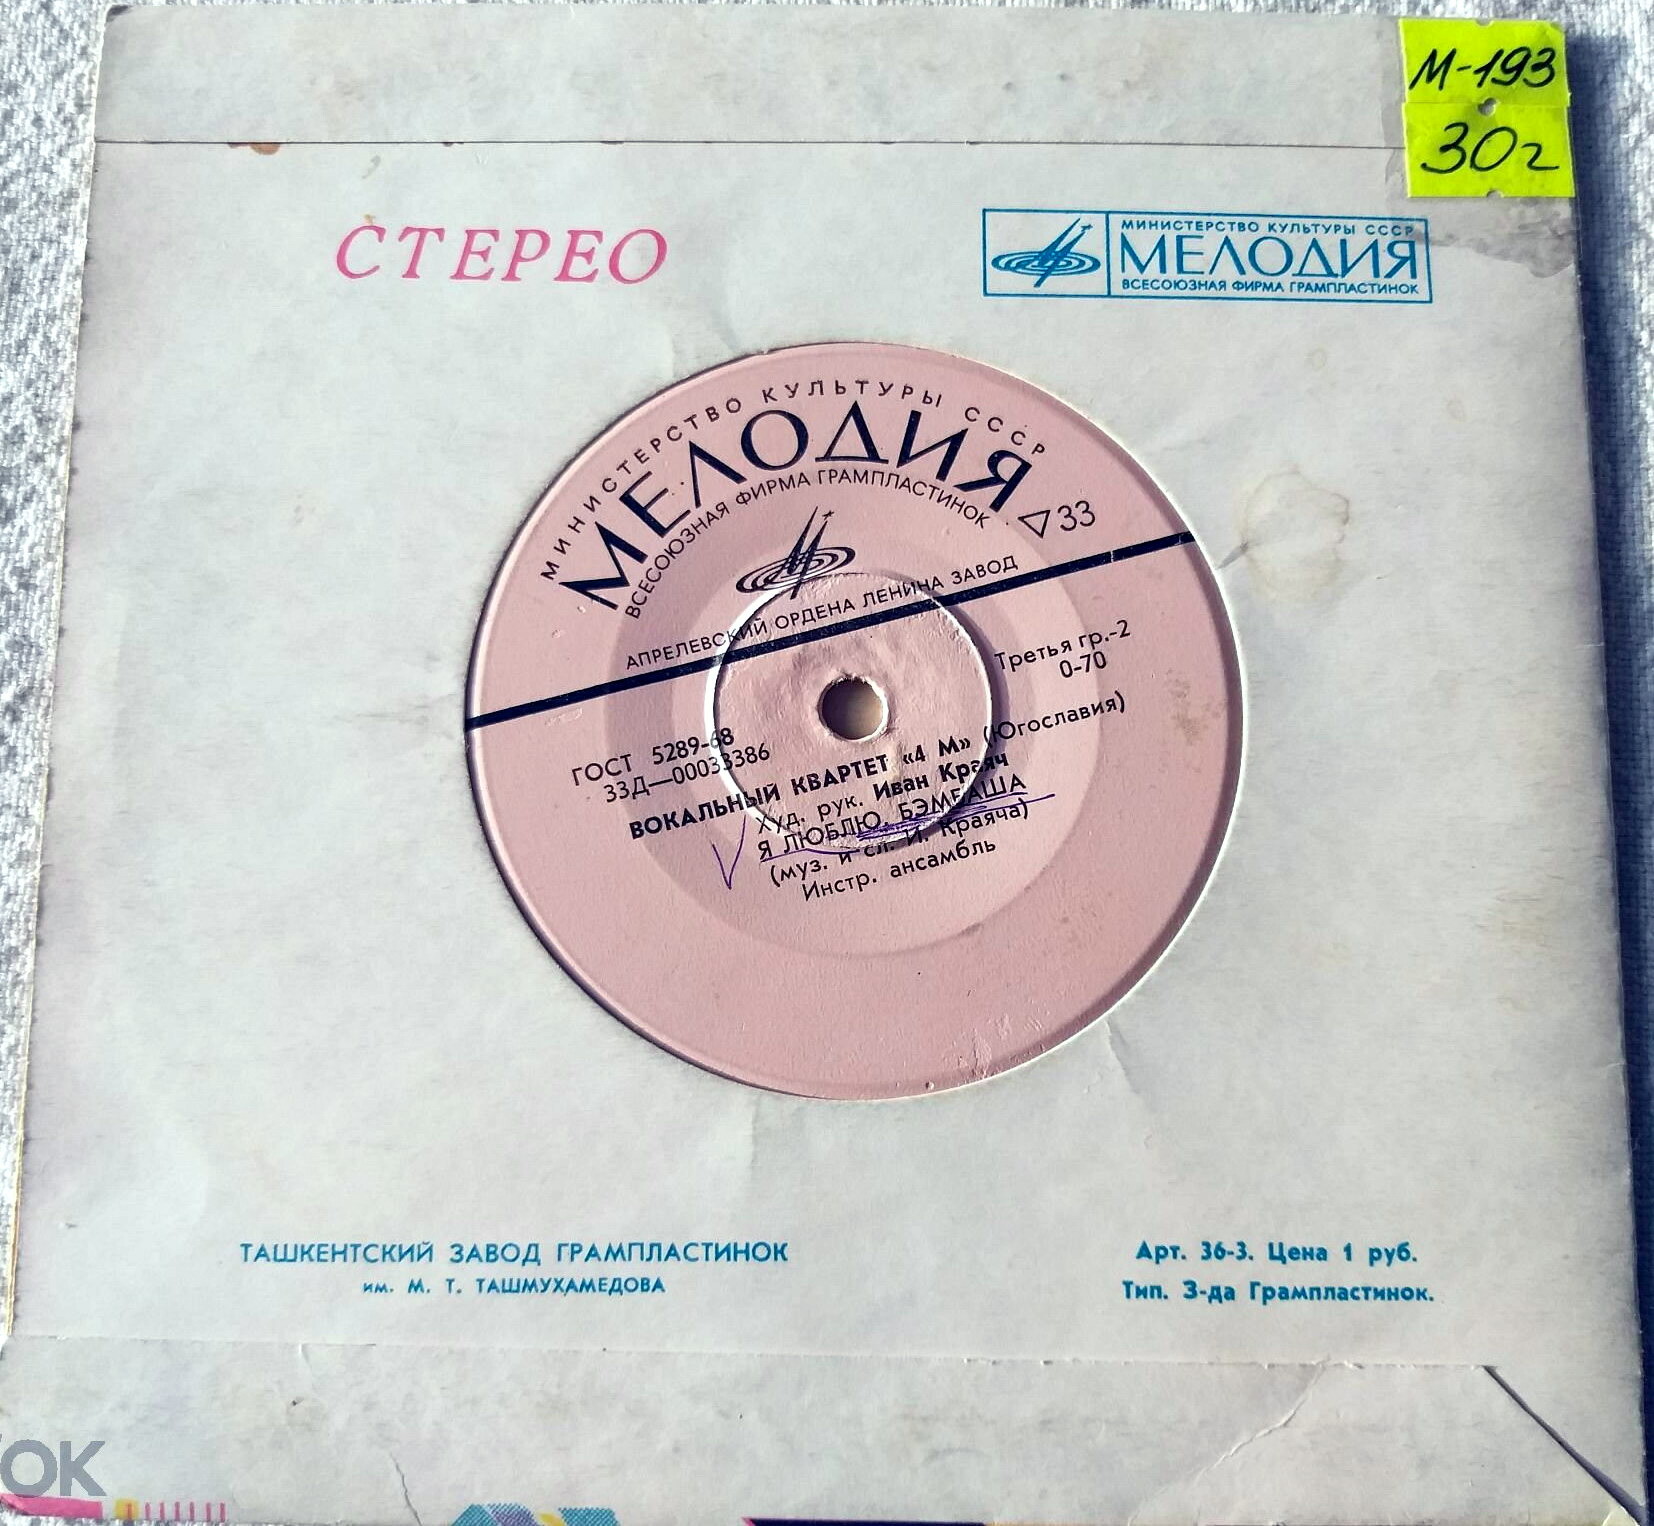 М-193
30г
СТЕРЕО
МИНИСТЕРСТВО КУЛЬТУРЫ СССР
МЕЛОДИЯ
ВСЕСОЮЗНАЯ ФИРМА ГРАМПЛАСТИНОК
МИНИСТЕРСТВО КУЛЬТУРЫ СССР
МЕЛОДИЯ
ВСЕСОЮЗНАЯ ФИРМА ГРАМПЛАСТИНОК
33
АПРЕЛЕВСКИЙ ОРДЕНА ЛЕНИНА ЗАВОД
Третья гр.-2
0-70
ГОСТ 5289-68
33Д—00033386
ВОКАЛЬНЫЙ КВАРТЕТ «4 М» (Югославия)
Худ. рук. Иван Краяч
Я ЛЮБЛЮ, БЭМБАША
(муз. и сл. И. Краяча)
Инстр. ансамбль
ТАШКЕНТСКИЙ ЗАВОД ГРАМПЛАСТИНОК
им. М. Т. ТАШМУХАМЕДОВА
Арт. 36-3. Цена 1 руб.
Тип. З-да Грампластинок.
ОК